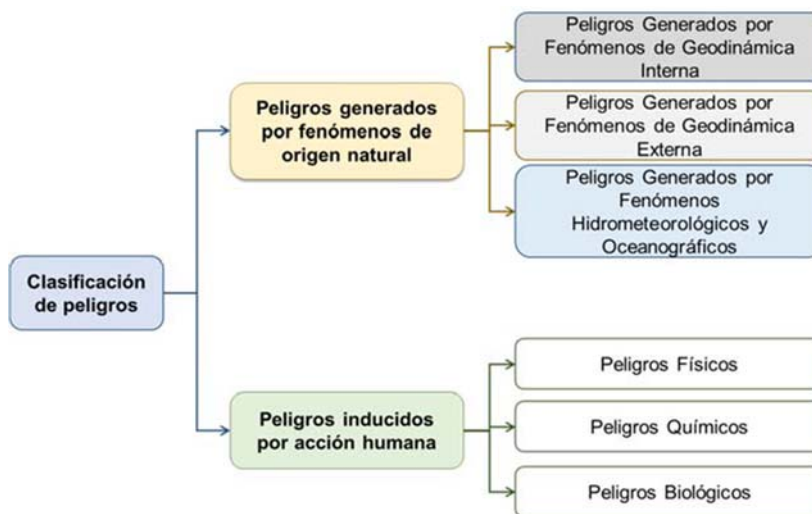 Clasificación
de peligros
Peligros generados
por fenómenos de
origen natural
Peligros Generados por
Fenómenos de Geodinámica
Interna
Peligros Generados por
Fenómenos de Geodinámica
Externa
Peligros Generados por
Fenómenos
Hidrometeorológicos y
Oceanográficos
Peligros inducidos
por acción humana
Peligros Físicos
Peligros Químicos
Peligros Biológicos